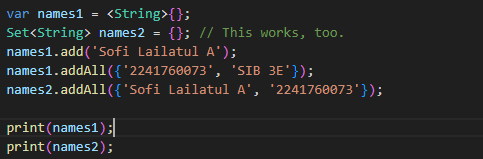 var names1 = <String>{};
Set<String> names2 = {}; // This works, too.
names1.add('Sofi Lailatul A');
names1.addAll({'2241760073', 'SIB 3E'});
names2.addAll({'Sofi Lailatul A', '2241760073'});
print(names1);
print(names2);